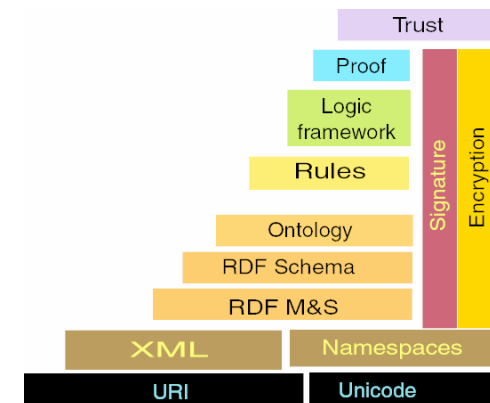 Trust
Proof
Logic
framework
Rules
Ontology
RDF Schema
RDF M&S
Signature
Encryption
XML
Namespaces
URI
Unicode